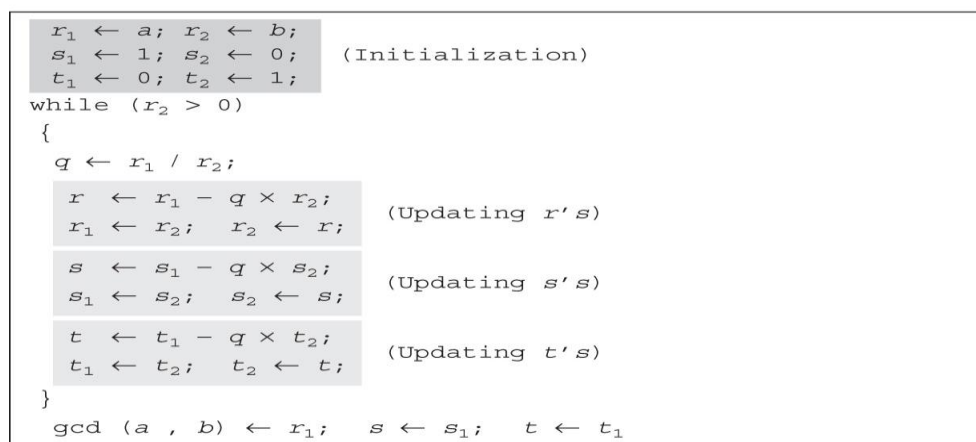 r₁ ← a; r₂ ← b;
s₁ ← 1; s₂ ← 0; (Initialization)
t₁ ← 0; t₂ ← 1;
while (r₂ > 0)
{
q ← r₁ / r₂;
r ← r₁ − q × r₂;
(Updating r's)
r₁ ← r₂; r₂ ← r;
s ← s₁ − q × s₂;
(Updating s's)
s₁ ← s₂; s₂ ← s;
t ← t₁ − q × t₂;
(Updating t's)
t₁ ← t₂; t₂ ← t;
}
gcd (a , b) ← r₁; s ← s₁; t ← t₁